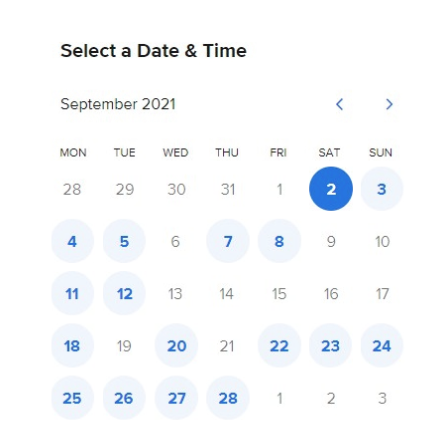 Select a Date & Time
September 2021
MON TUE WED THU FRI SAT SUN
28 29 30 31 1 2 3
4 5 6 7 8 9 10
11 12 13 14 15 16 17
18 19 20 21 22 23 24
25 26 27 28 1 2 3